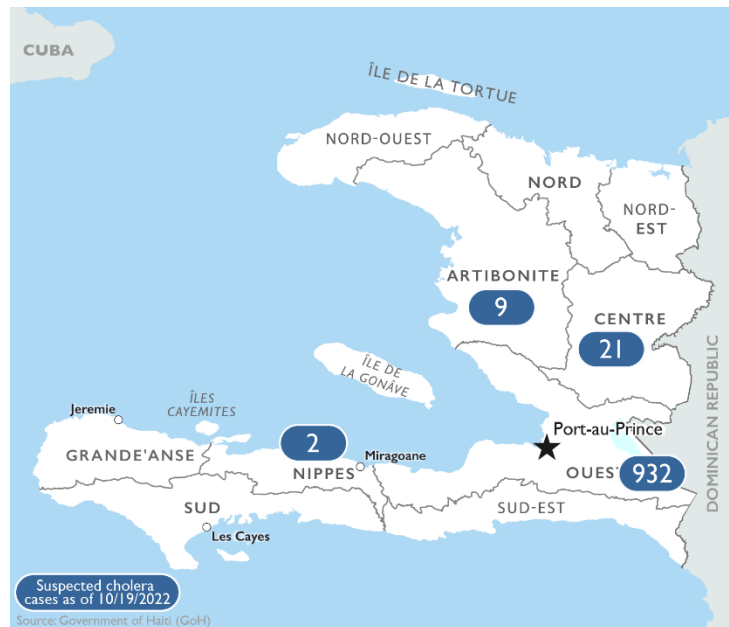 CUBA
ÎLE DE LA TORTUE
NORD-OUEST
NORD
NORD-
EST
ARTIBONITE
9
CENTRE
21
ÎLE DE
LA GONÂVE
ÎLES
CAYEMITES
Jeremie
GRANDE'ANSE
2
NIPPES
Miragoane
Port-au-Prince
OUEST
932
DOMINICAN REPUBLIC
SUD
SUD-EST
Les Cayes
Suspected cholera
cases as of 10/19/2022
Source: Government of Haiti (GoH)